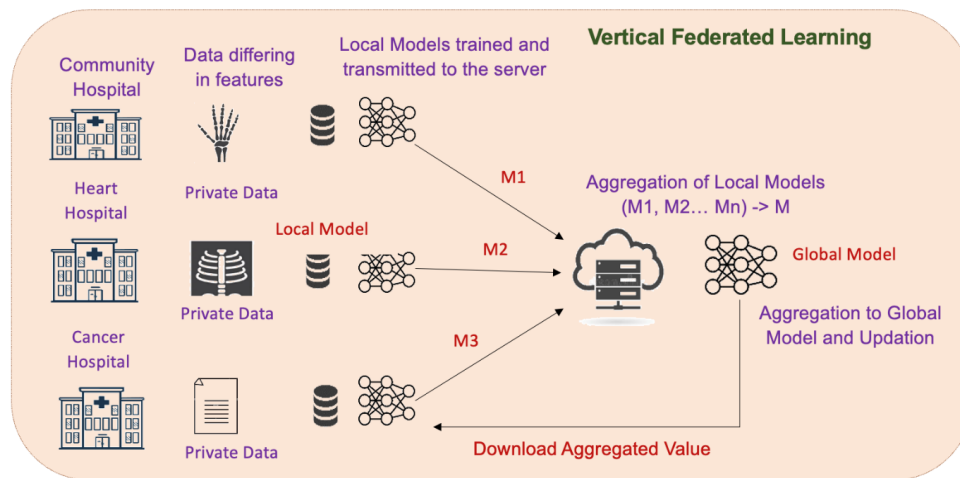 Vertical Federated Learning
Community
Hospital
Data differing
in features
Local Models trained and
transmitted to the server
Private Data
M1
Heart
Hospital
Local Model
M2
Private Data
Aggregation of Local Models
(M1, M2... Mn) -> M
Global Model
Aggregation to Global
Model and Updation
Cancer
Hospital
M3
Private Data
Download Aggregated Value